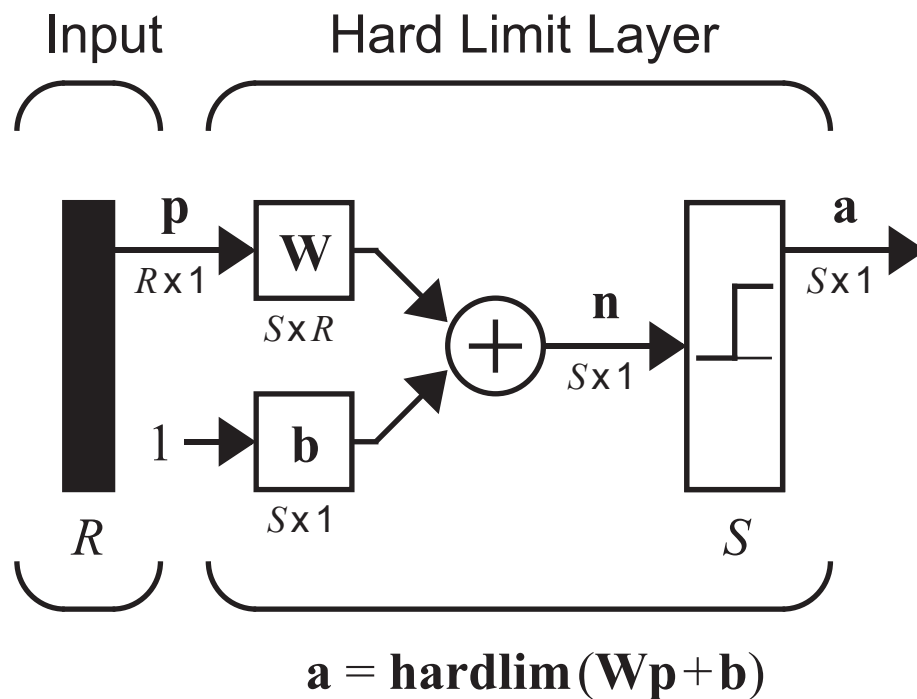 Input Hard Limit Layer
p a
W
R x 1 n S x 1
S x R
S x 1
1 b
S x 1
R S
a = hardlim (Wp + b)